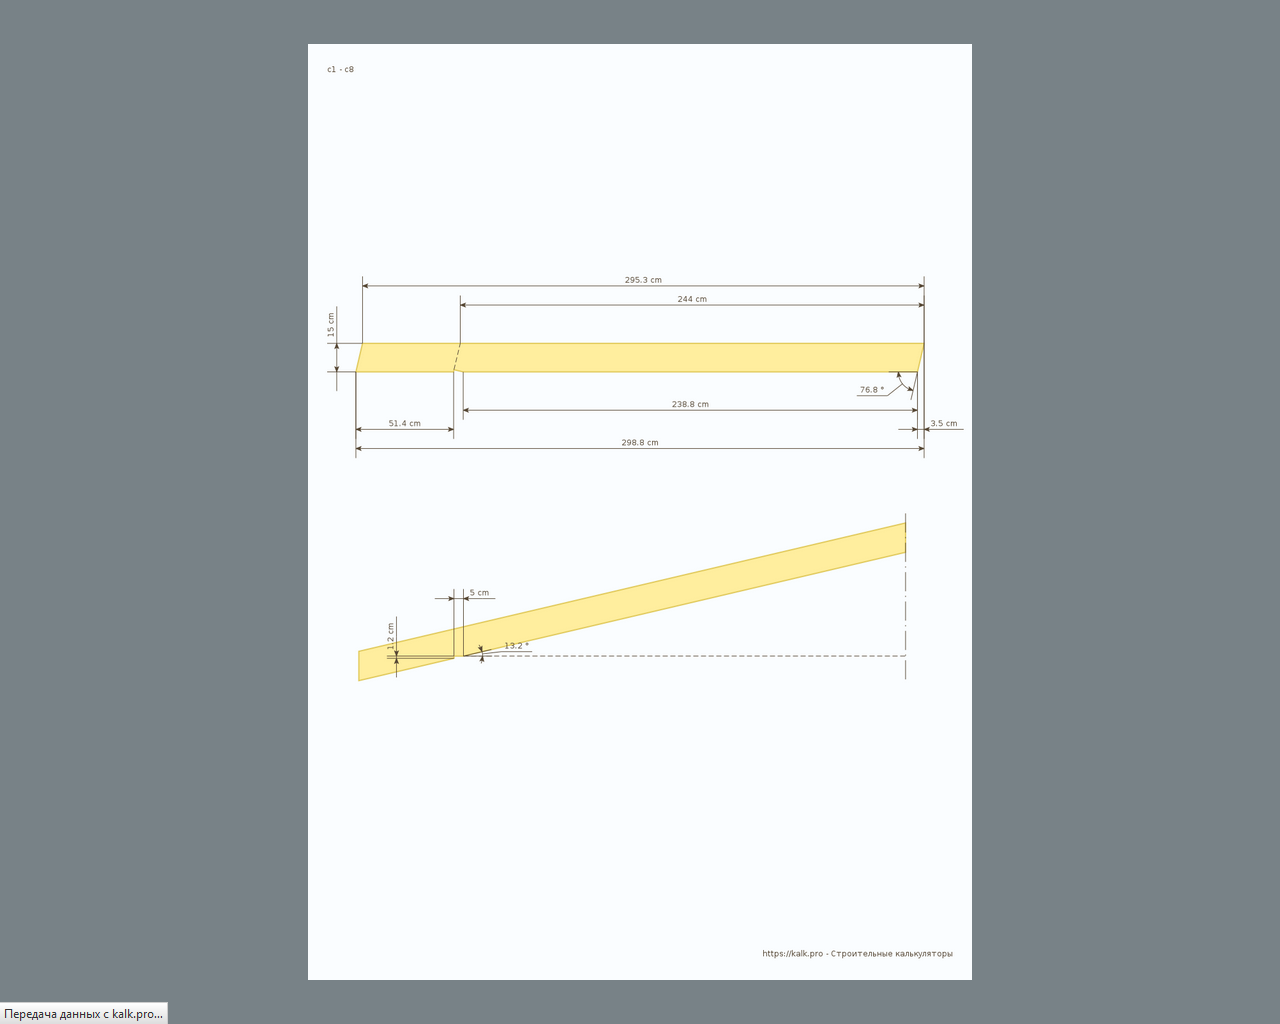 c1 - c8
295.3 cm
244 cm
15 cm
76.8 °
238.8 cm
51.4 cm
3.5 cm
298.8 cm
5 cm
1.2 cm
13.2 °
https://kalk.pro - Строительные калькуляторы
Передача данных с kalk.pro...